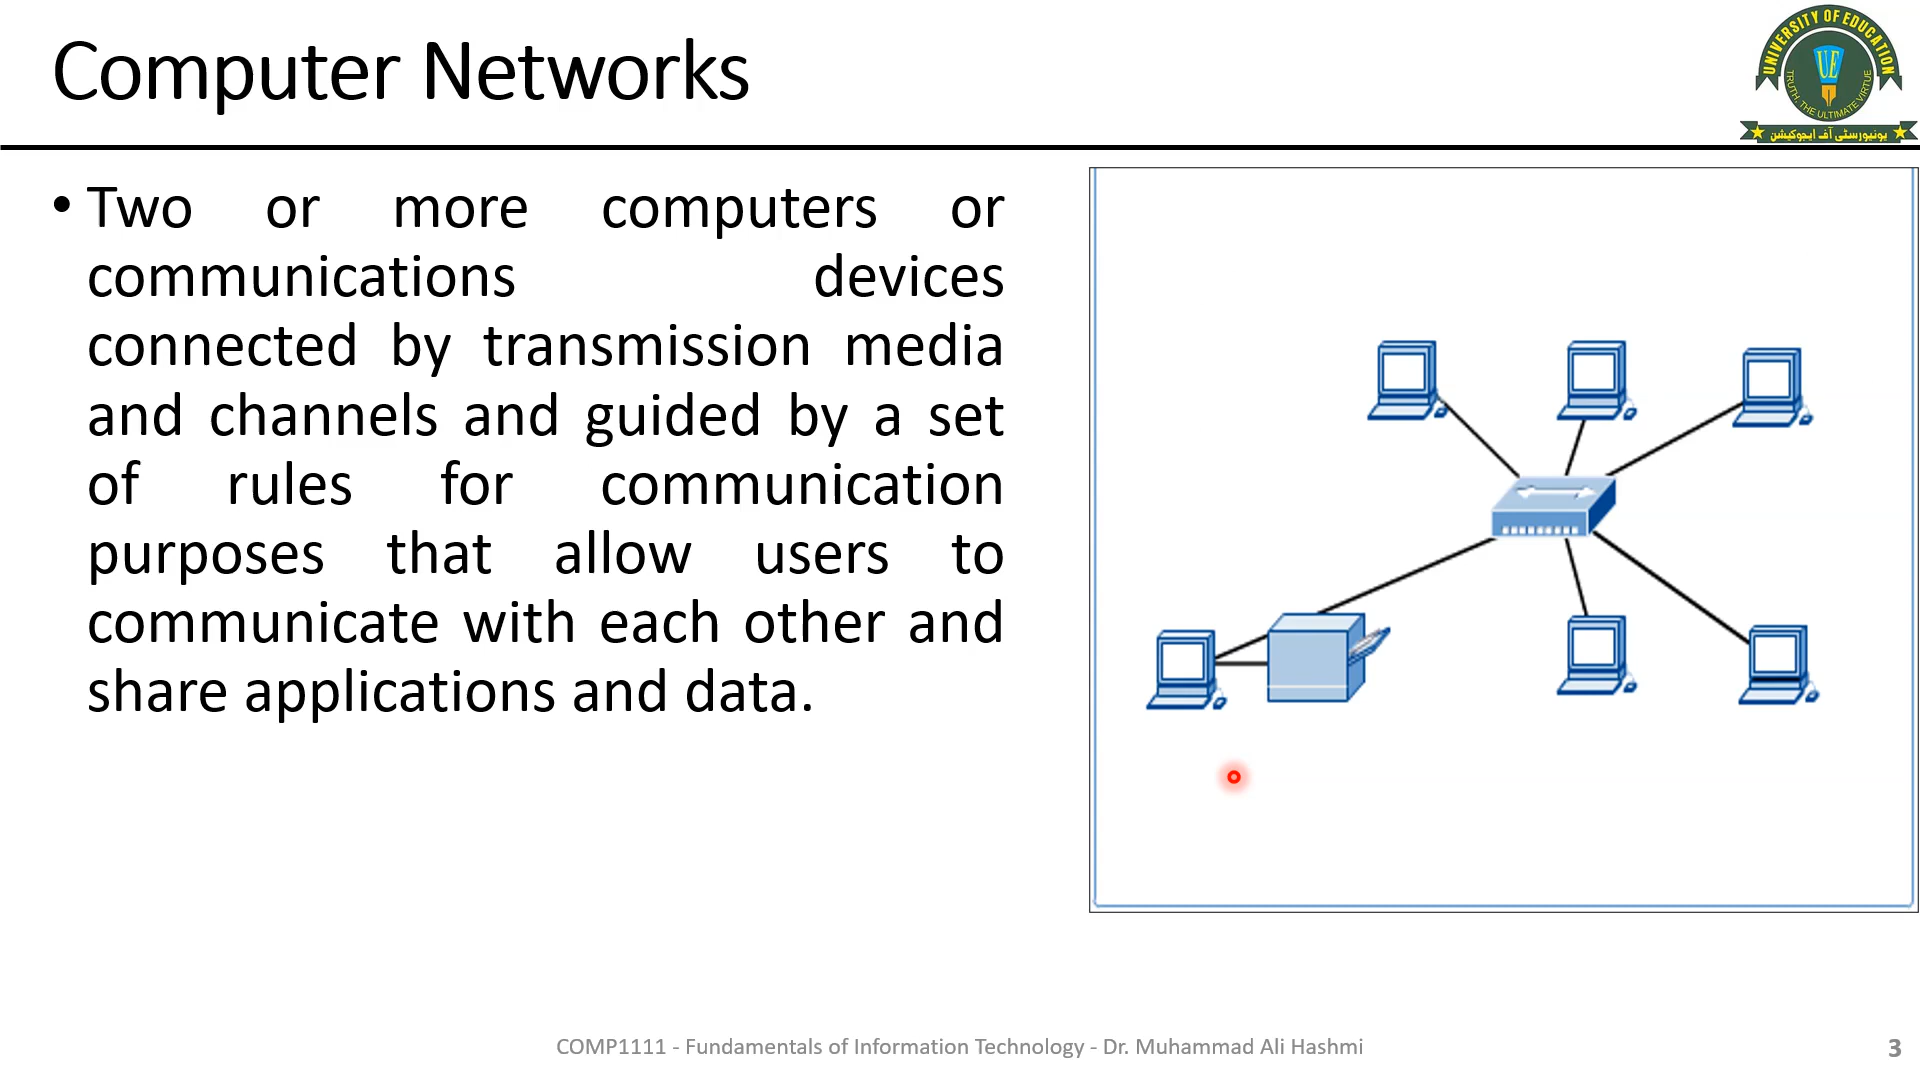 Computer Networks
UNIVERSITY OF EDUCATION
UE
TRUTH, THE ULTIMATE VIRTUE
یونیورسٹی آف ایجوکیشن
• Two or more computers or
communications devices
connected by transmission media
and channels and guided by a set
of rules for communication
purposes that allow users to
communicate with each other and
share applications and data.
COMP1111 - Fundamentals of Information Technology - Dr. Muhammad Ali Hashmi
3